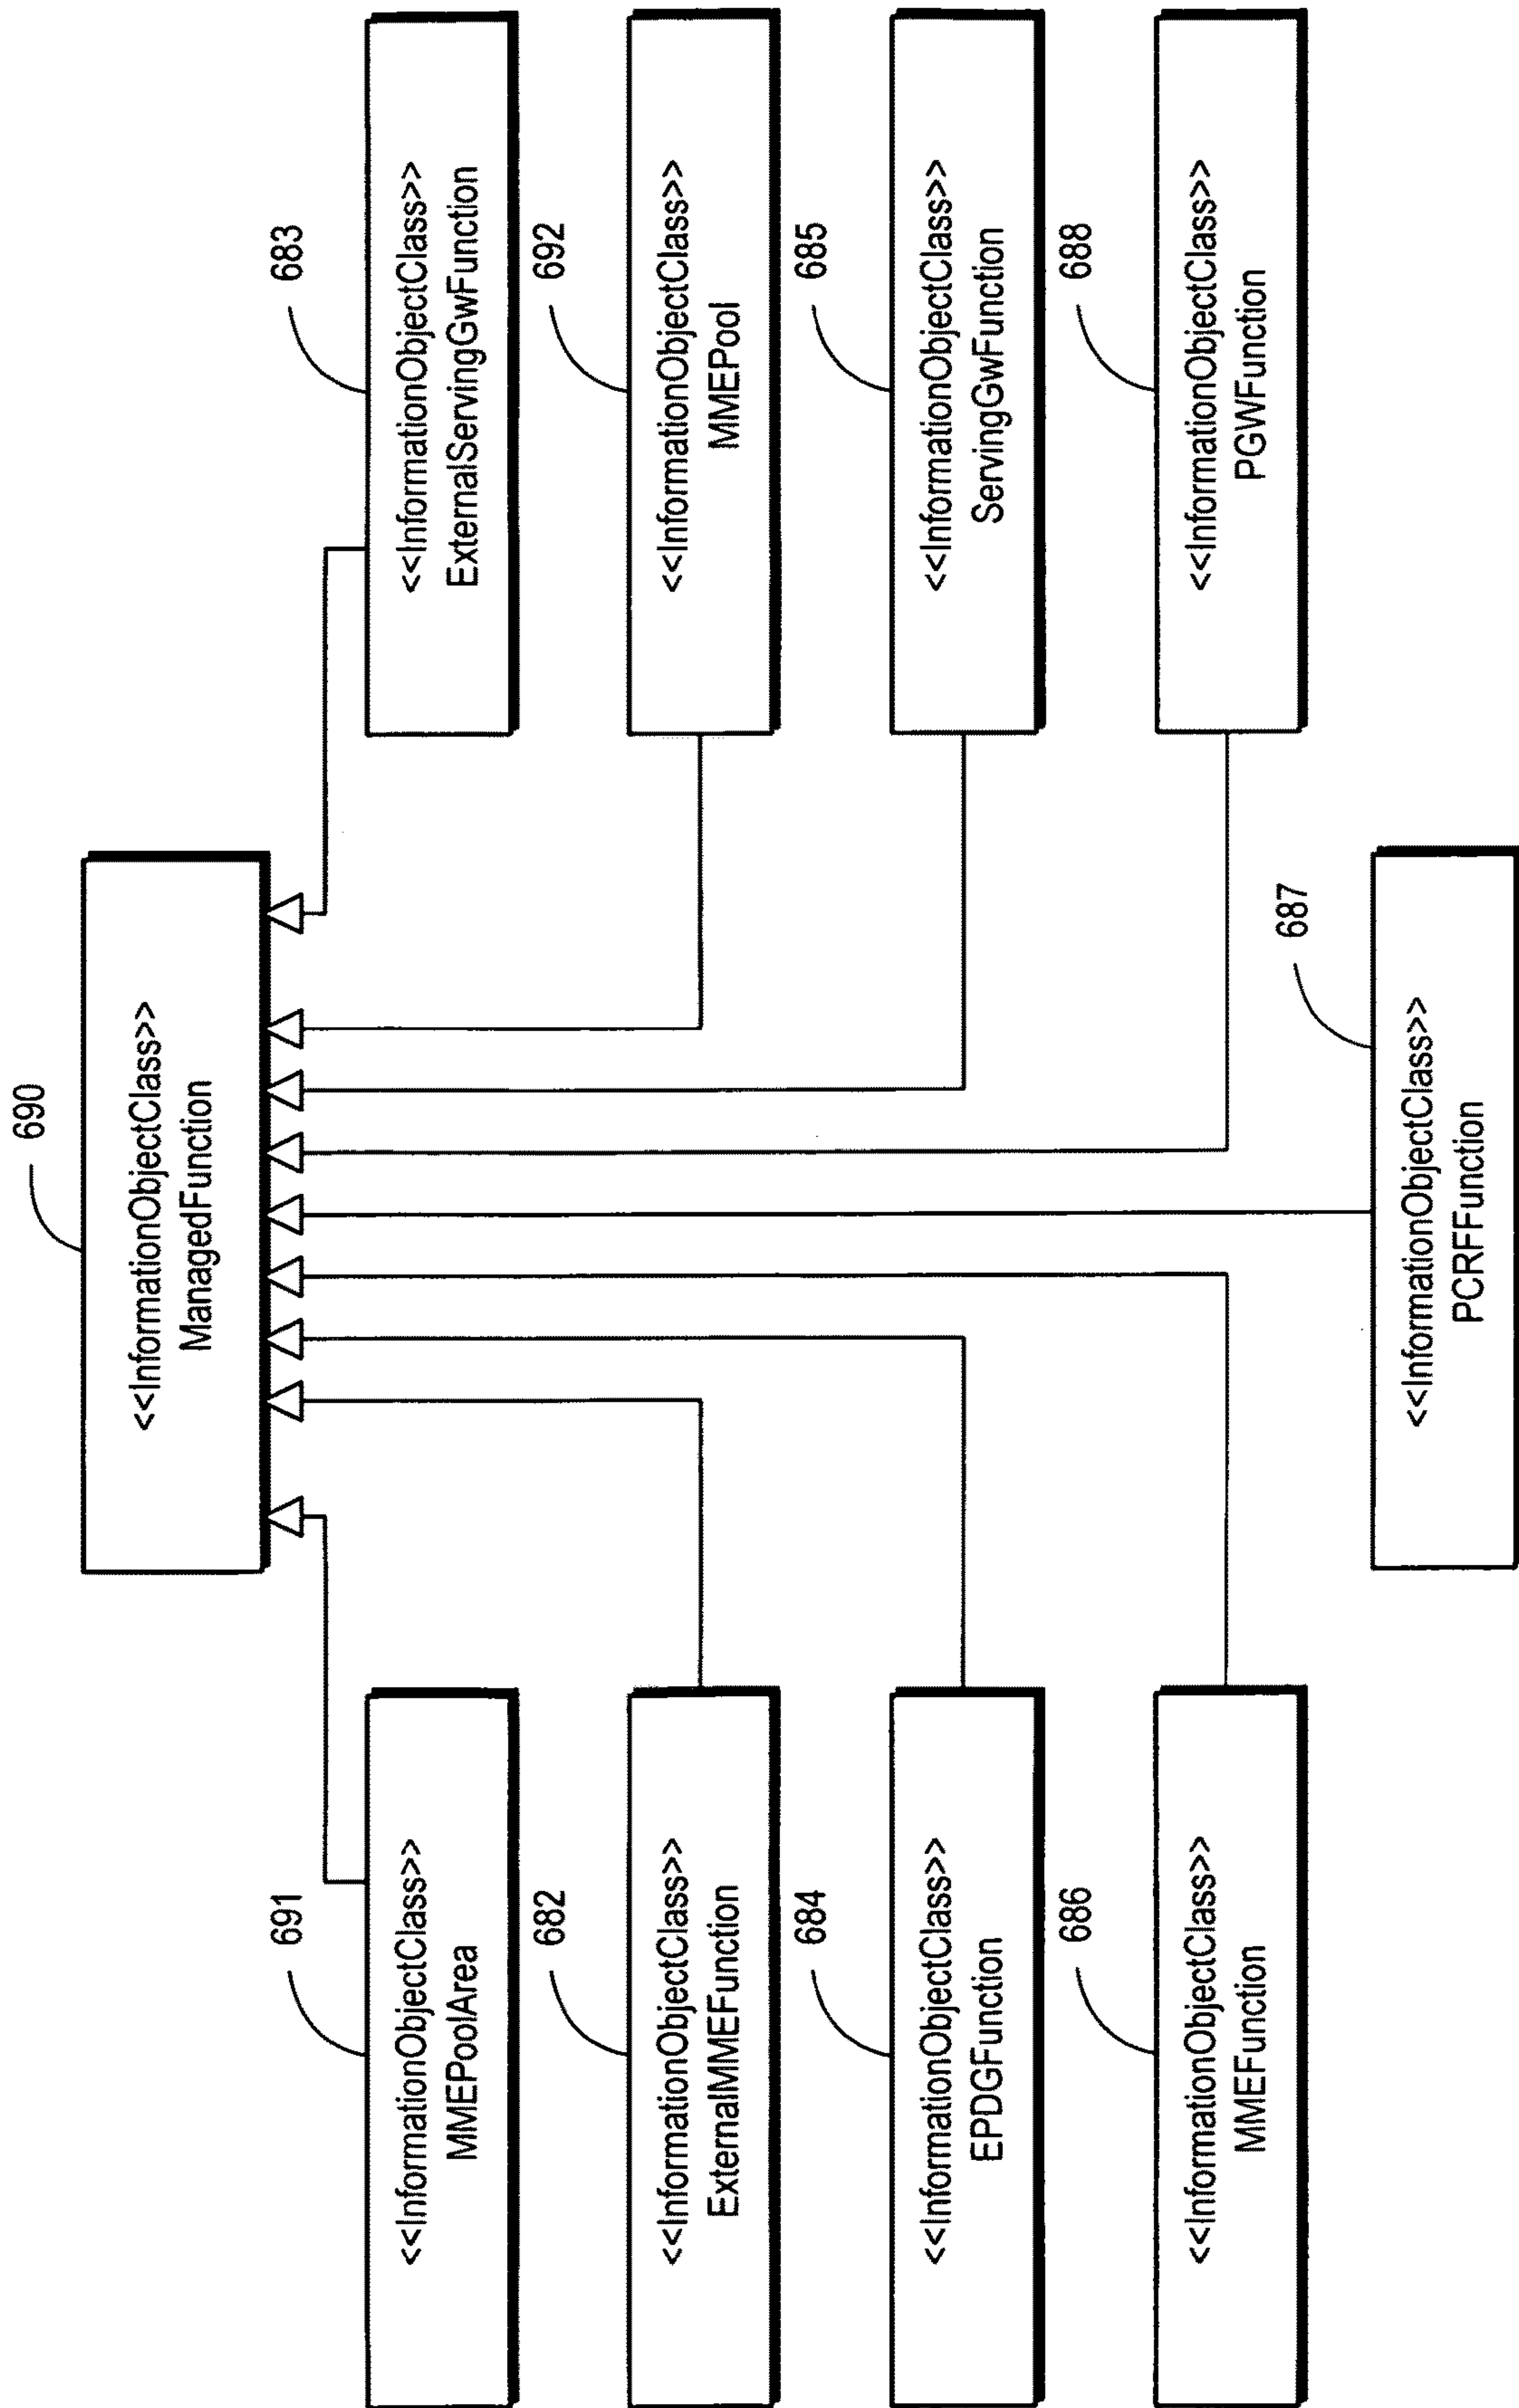 690
<<InformationObjectClass>>
ManagedFunction
691
<<InformationObjectClass>>
MMEPoolArea
683
<<InformationObjectClass>>
ExternalServingGwFunction
682
<<InformationObjectClass>>
ExternalMMEFunction
692
<<InformationObjectClass>>
MMEPool
684
<<InformationObjectClass>>
EPDGFunction
685
<<InformationObjectClass>>
ServingGwFunction
686
<<InformationObjectClass>>
MMEFunction
688
<<InformationObjectClass>>
PGWFunction
687
<<InformationObjectClass>>
PCRFFunction